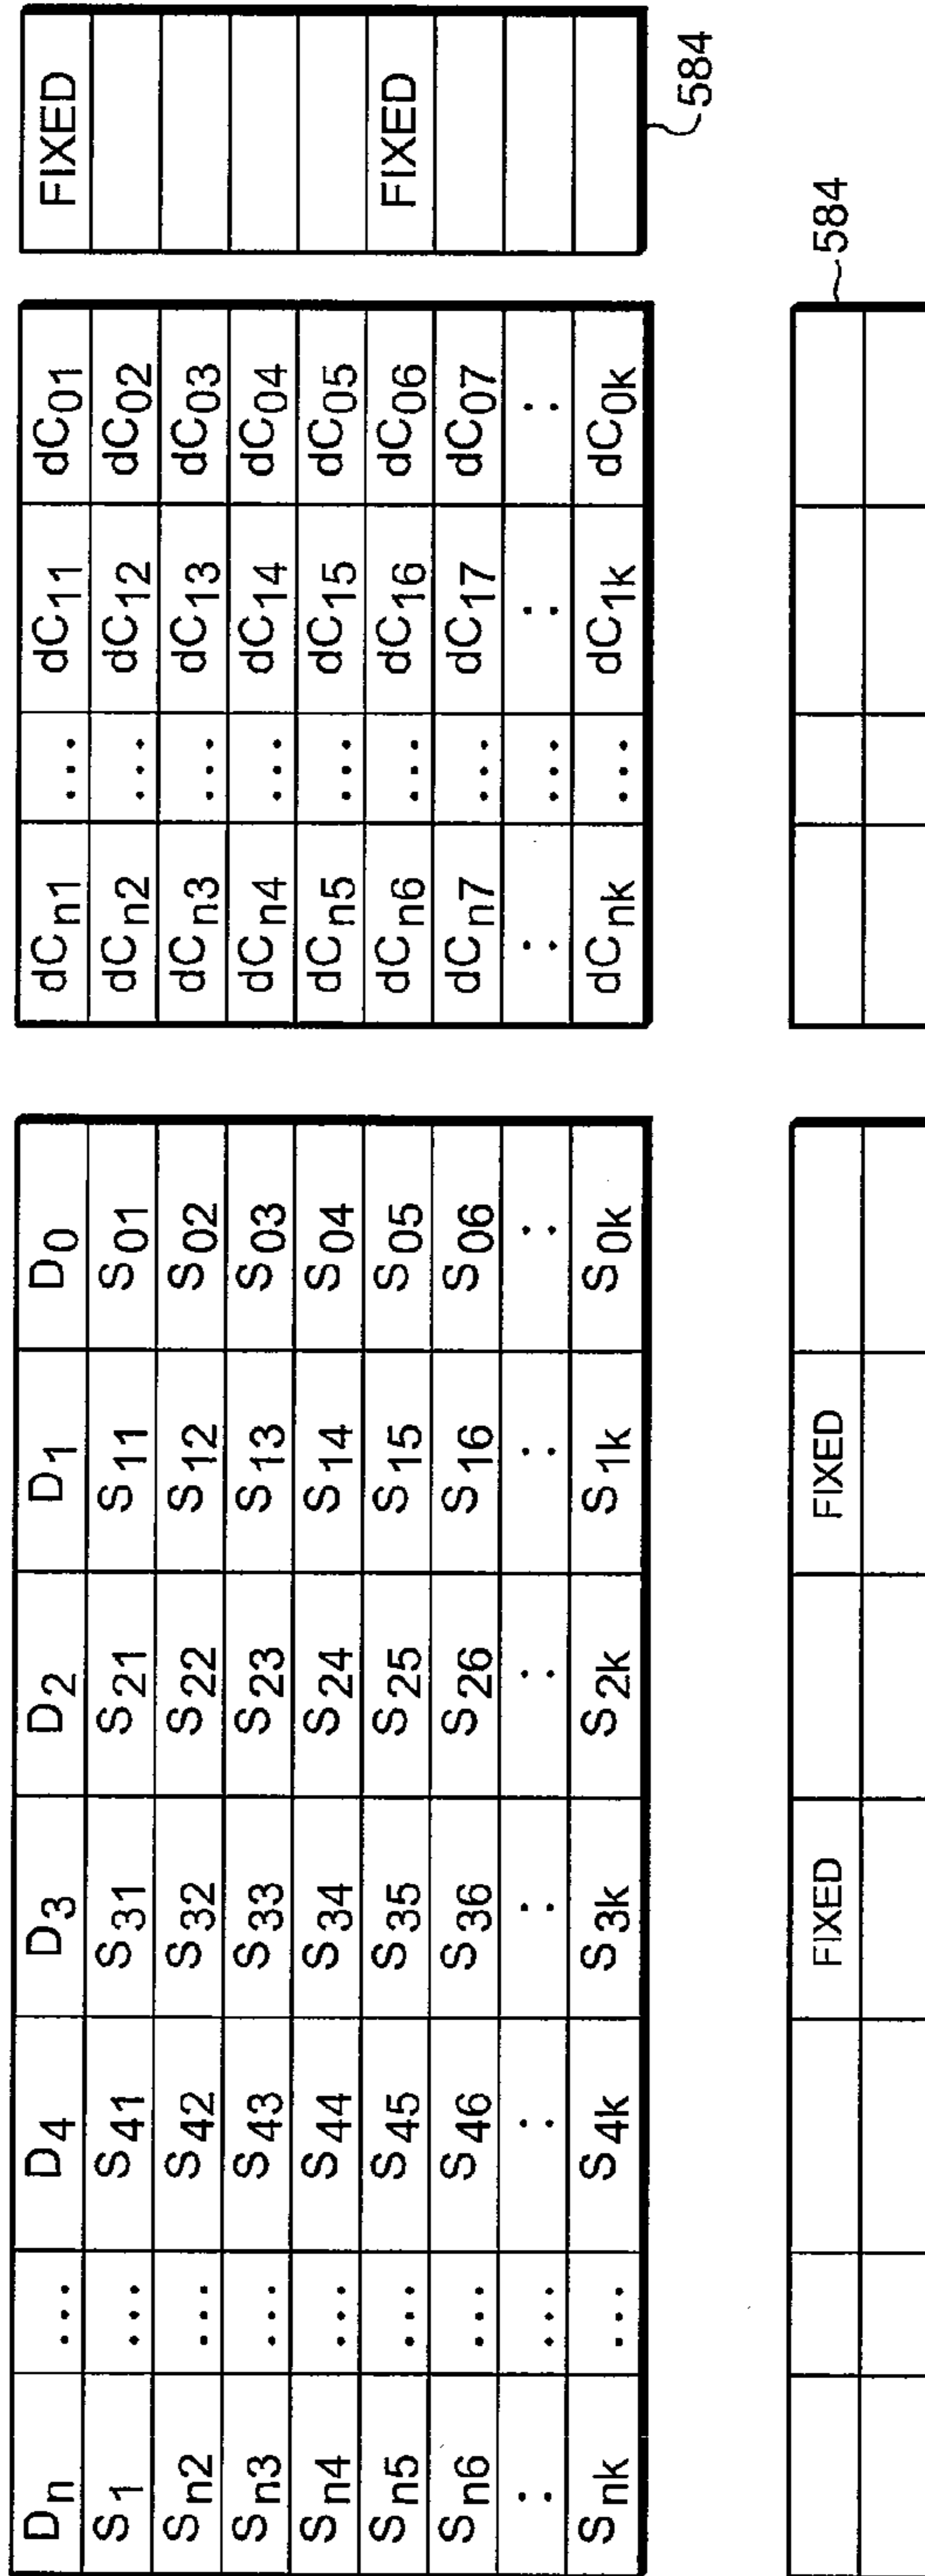 Dn ... D4 D3 D2 D1 D0 dCn1 ... dC11 dC01 FIXED
S1 ... S41 S31 S21 S11 S01 dCn2 ... dC12 dC02
Sn2 ... S42 S32 S22 S12 S02 dCn3 ... dC13 dC03
Sn3 ... S43 S33 S23 S13 S03 dCn4 ... dC14 dC04
Sn4 ... S44 S34 S24 S14 S04 dCn5 ... dC15 dC05
Sn5 ... S45 S35 S25 S15 S05 dCn6 ... dC16 dC06 FIXED
Sn6 ... S46 S36 S26 S16 S06 dCn7 ... dC17 dC07
: ... : : : : : : ... : :
Snk ... S4k S3k S2k S1k S0k dCnk ... dC1k dC0k
584
FIXED FIXED 584